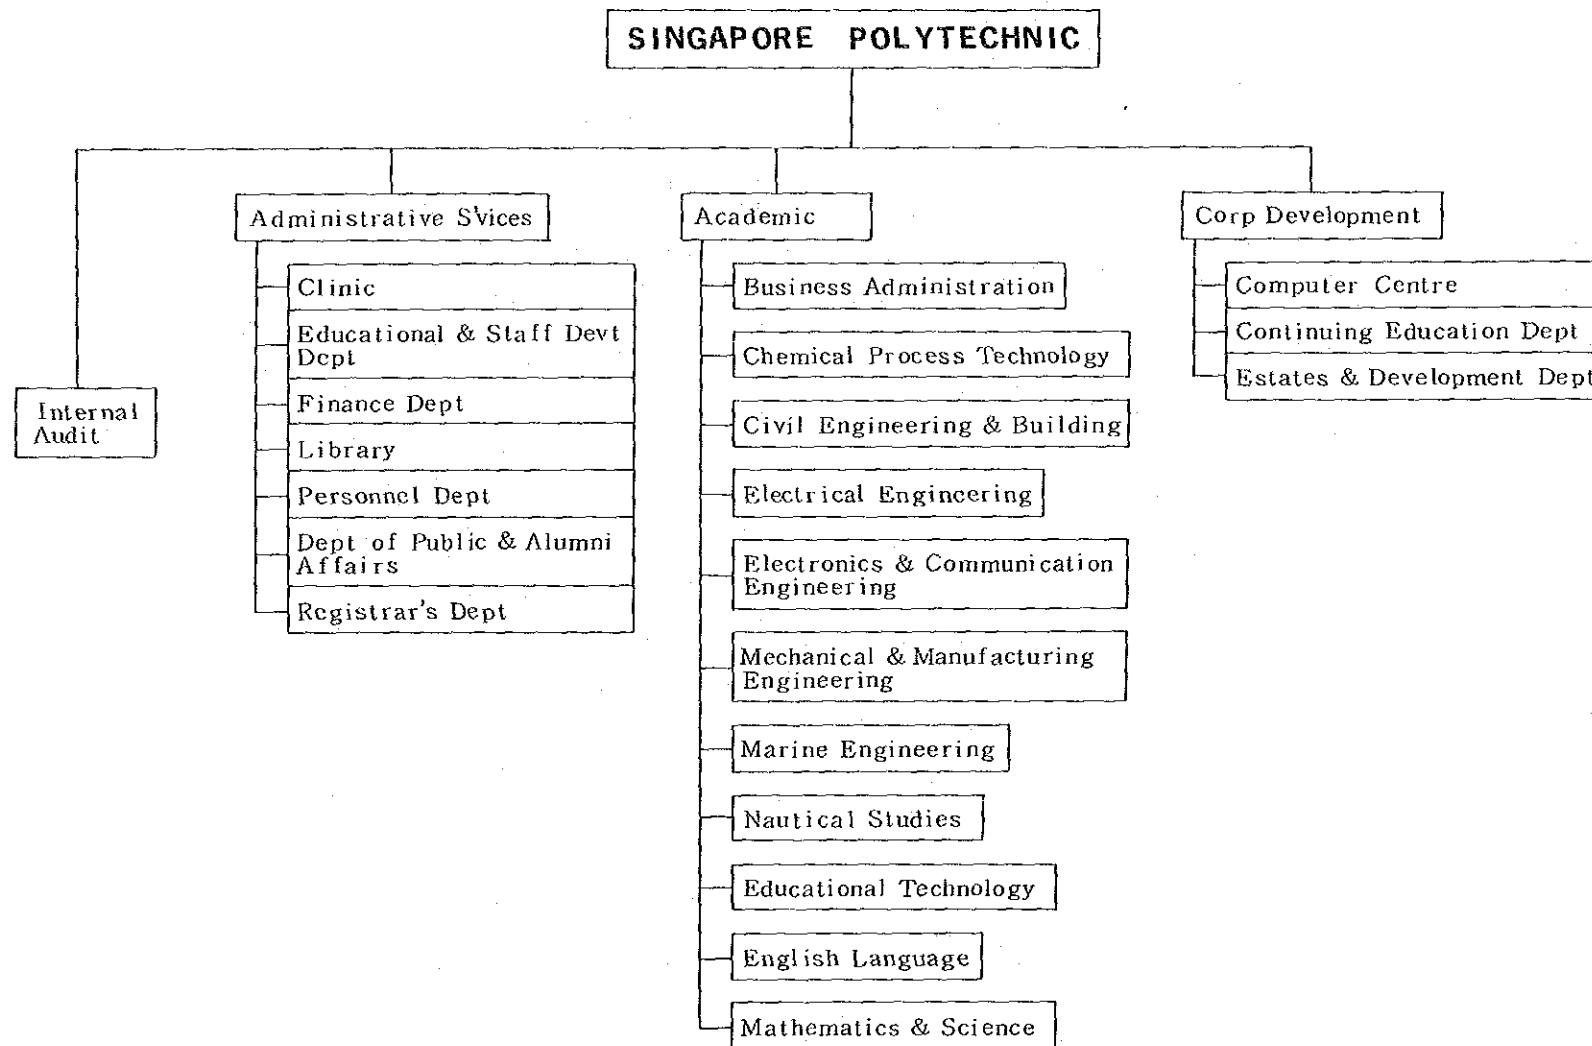 SINGAPORE POLYTECHNIC
Internal
Audit
Administrative S'vices
Clinic
Educational & Staff Devt
Dept
Finance Dept
Library
Personnel Dept
Dept of Public & Alumni
Affairs
Registrar's Dept
Academic
Business Administration
Chemical Process Technology
Civil Engineering & Building
Electrical Engineering
Electronics & Communication
Engineering
Mechanical & Manufacturing
Engineering
Marine Engineering
Nautical Studies
Educational Technology
English Language
Mathematics & Science
Corp Development
Computer Centre
Continuing Education Dept
Estates & Development Dept